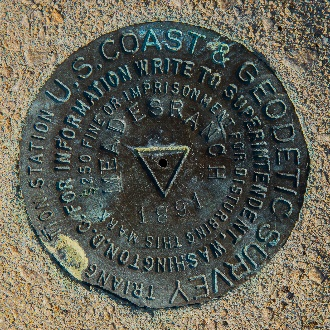 U.S. COAST & GEODETIC SURVEY
TRIANGULATION STATION
FOR INFORMATION WRITE TO SUPERINTENDENT, WASHINGTON, D.C.
$250 FINE OR IMPRISONMENT FOR DISTURBING THIS MARK
MEADES RANCH
1891